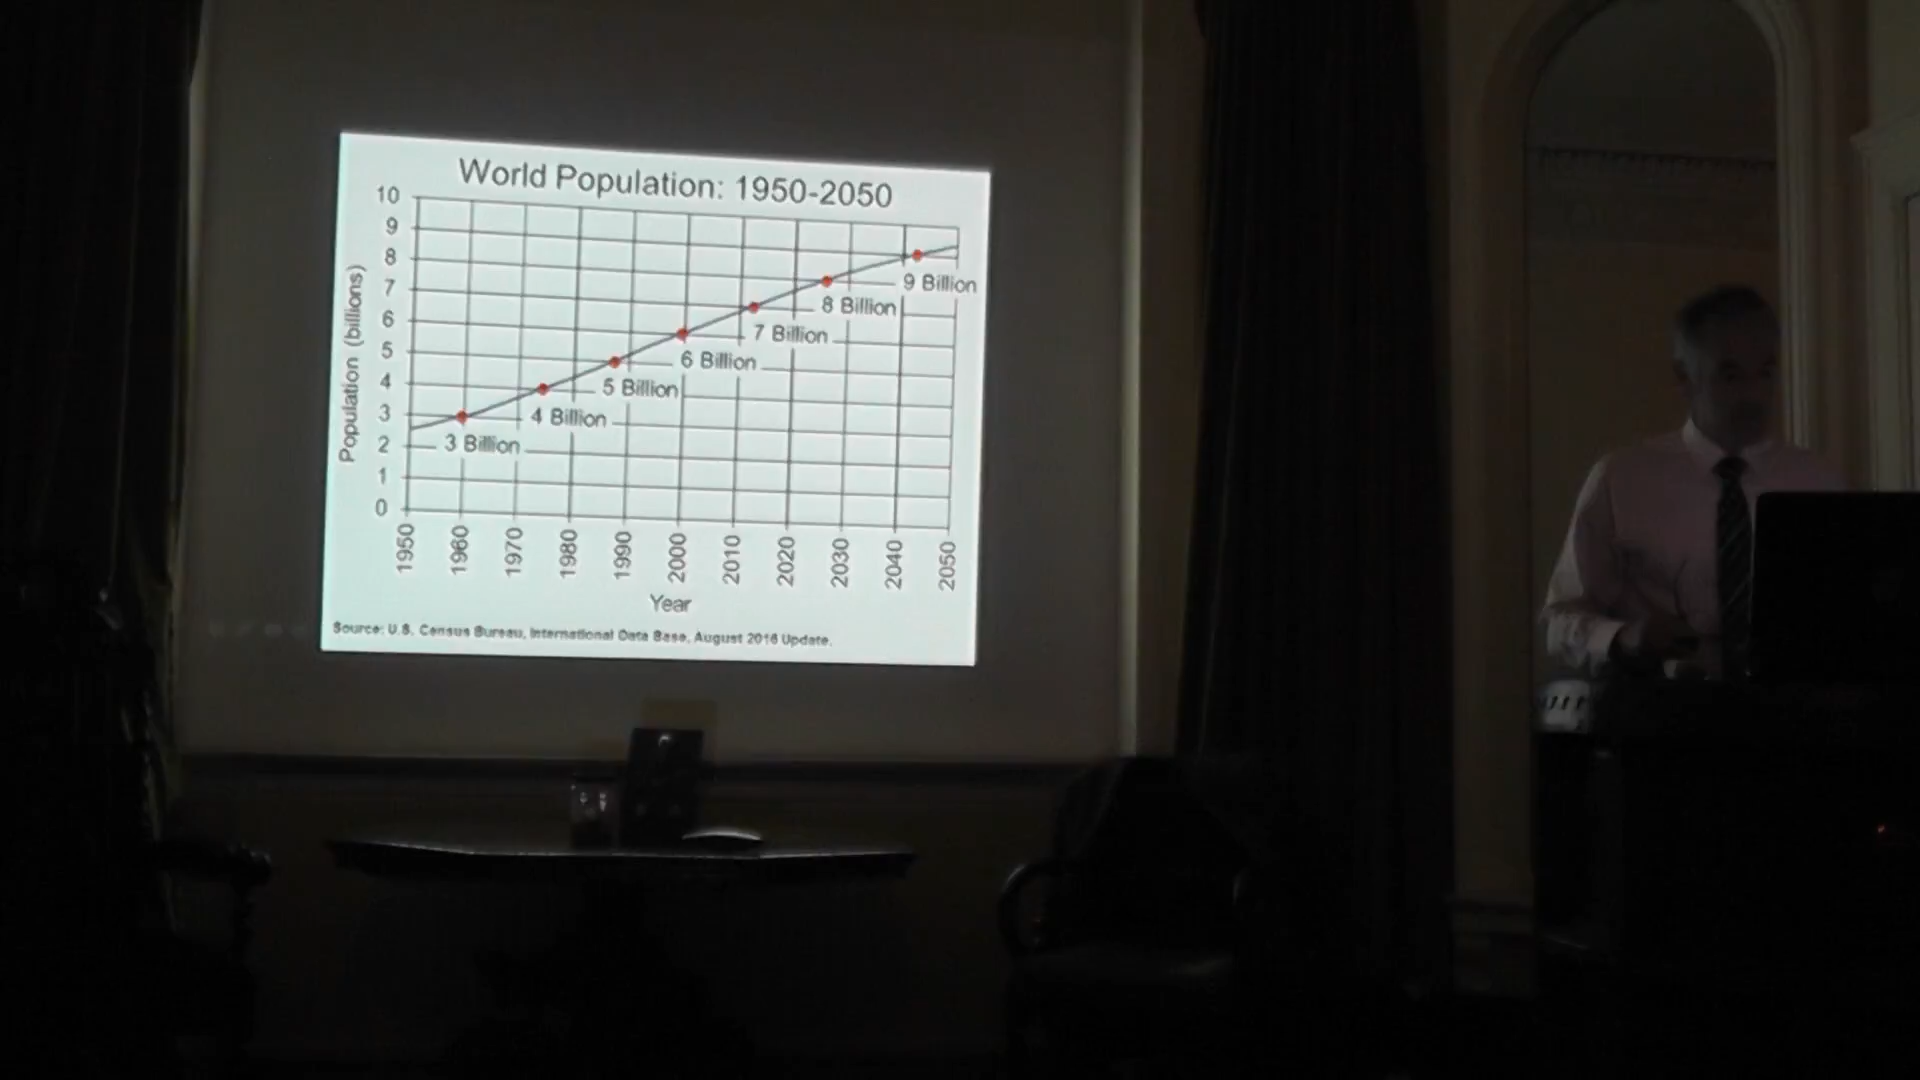 World Population: 1950-2050
Population (billions)
10
9
8
7
6
5
4
3
2
1
0
9 Billion
8 Billion
7 Billion
6 Billion
5 Billion
4 Billion
3 Billion
1950
1960
1970
1980
1990
2000
2010
2020
2030
2040
2050
Year
Source: U.S. Census Bureau, International Data Base, August 2016 Update.